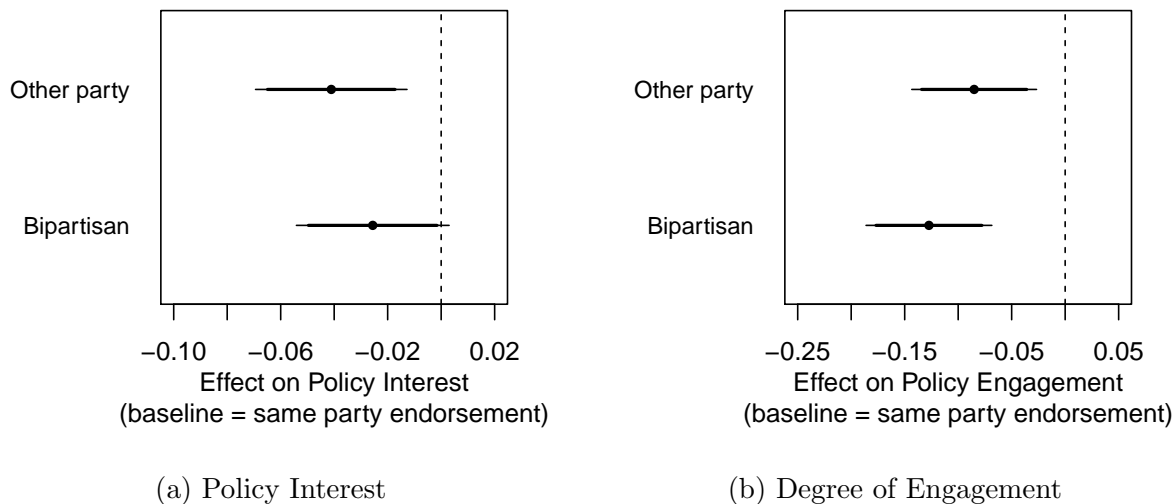 Other party
Bipartisan
−0.10 −0.06 −0.02 0.02
Effect on Policy Interest
(baseline = same party endorsement)
(a) Policy Interest
Other party
Bipartisan
−0.25 −0.15 −0.05 0.05
Effect on Policy Engagement
(baseline = same party endorsement)
(b) Degree of Engagement